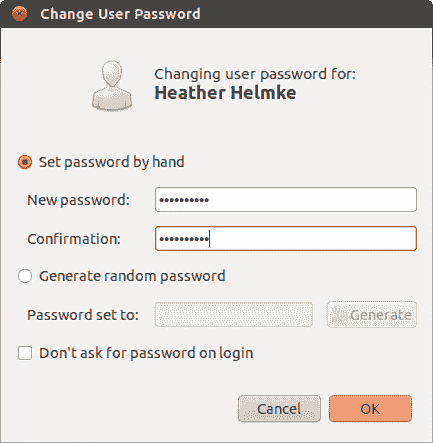 Change User Password
Changing user password for:
Heather Helmke
Set password by hand
New password: ••••••••••
Confirmation: ••••••••••
Generate random password
Password set to: Generate
Don't ask for password on login
Cancel OK